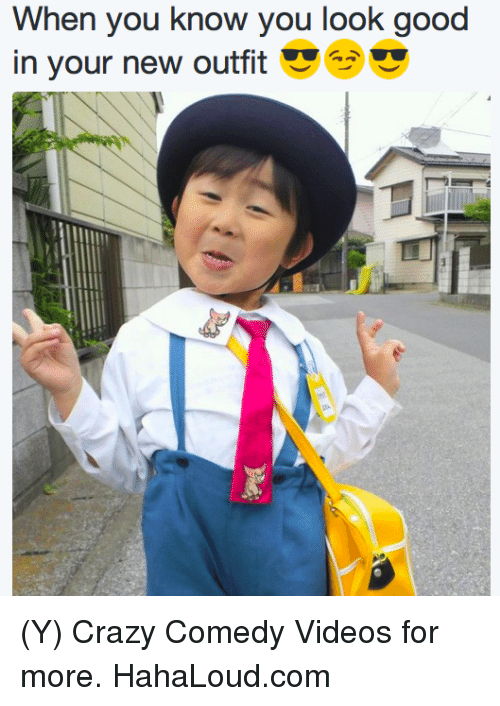 When you know you look good
in your new outfit 😎😏😎
(Y) Crazy Comedy Videos for
more. HahaLoud.com